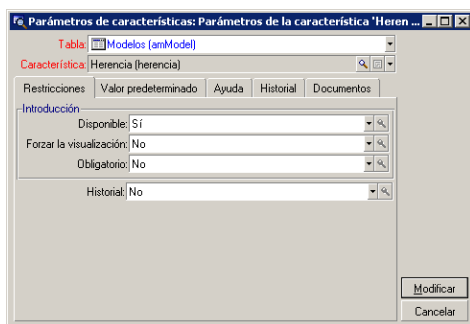 Parámetros de características: Parámetros de la característica 'Heren ...
Tabla: Modelos (amModel)
Característica: Herencia (herencia)
Restricciones Valor predeterminado Ayuda Historial Documentos
Introducción
Disponible: Sí
Forzar la visualización: No
Obligatorio: No
Historial: No
Modificar
Cancelar